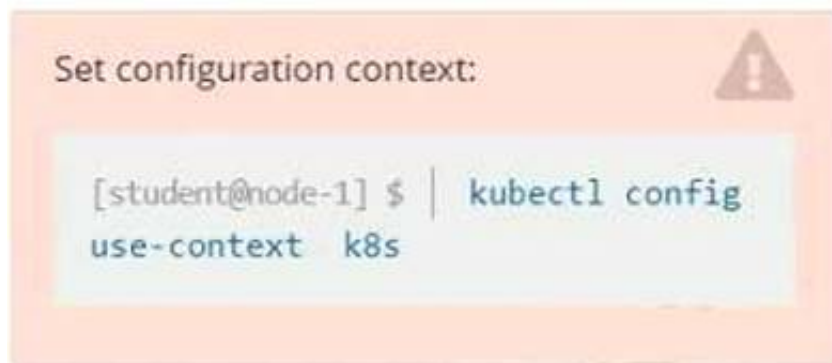 Set configuration context:
[student@node-1] $ | kubectl config
use-context k8s